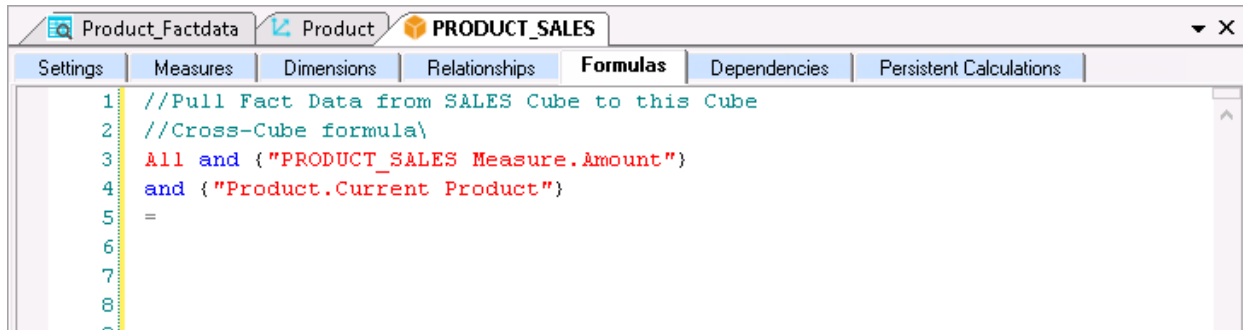 Product_Factdata Product PRODUCT_SALES
Settings Measures Dimensions Relationships Formulas Dependencies Persistent Calculations
1 //Pull Fact Data from SALES Cube to this Cube
2 //Cross-Cube formula\
3 All and {"PRODUCT_SALES Measure.Amount"}
4 and {"Product.Current Product"}
5 =
6
7
8